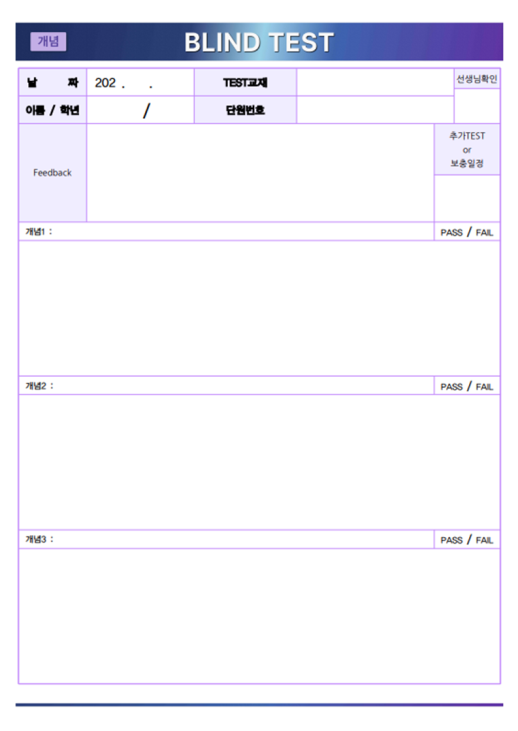 개념 BLIND TEST
날 짜 202 . . TEST교재 선생님확인
이름 / 학년 / 단원번호
Feedback
추가TEST
or
보충일정
개념1 : PASS / FAIL
개념2 : PASS / FAIL
개념3 : PASS / FAIL